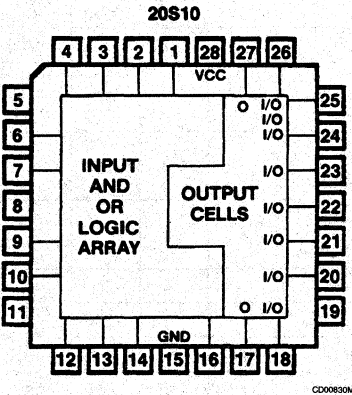 20S10
4 3 2 1 28 27 26
VCC
5 O I/O 25
I/O
6 I/O 24
7 INPUT I/O 23
AND
8 OR OUTPUT I/O 22
LOGIC CELLS
9 ARRAY I/O 21
10 I/O 20
11 O I/O 19
GND
12 13 14 15 16 17 18
CD00830M